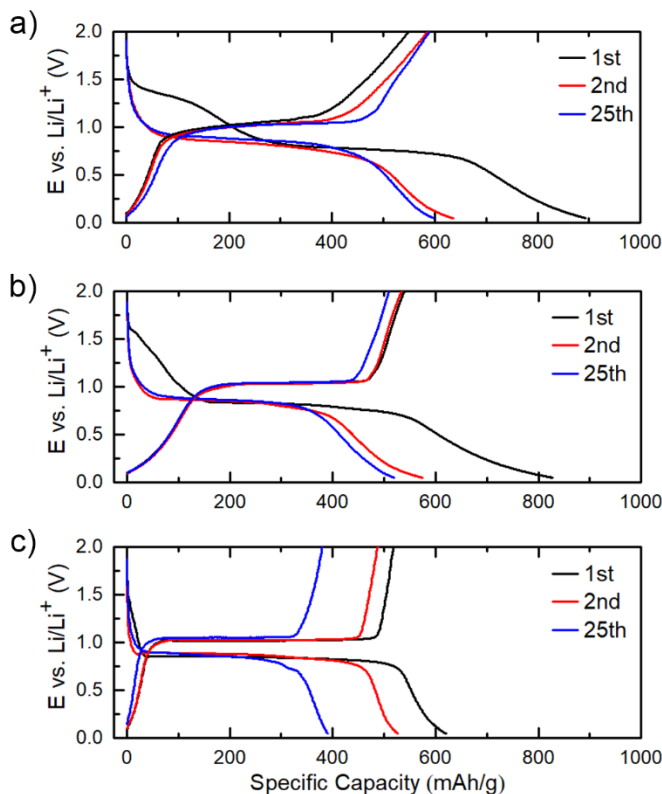 a)
E vs. Li/Li⁺ (V)
2.0
1.5
1.0
0.5
0.0
1st
2nd
25th
0 200 400 600 800 1000
b)
E vs. Li/Li⁺ (V)
2.0
1.5
1.0
0.5
0.0
1st
2nd
25th
0 200 400 600 800 1000
c)
E vs. Li/Li⁺ (V)
2.0
1.5
1.0
0.5
0.0
1st
2nd
25th
0 200 400 600 800 1000
Specific Capacity (mAh/g)